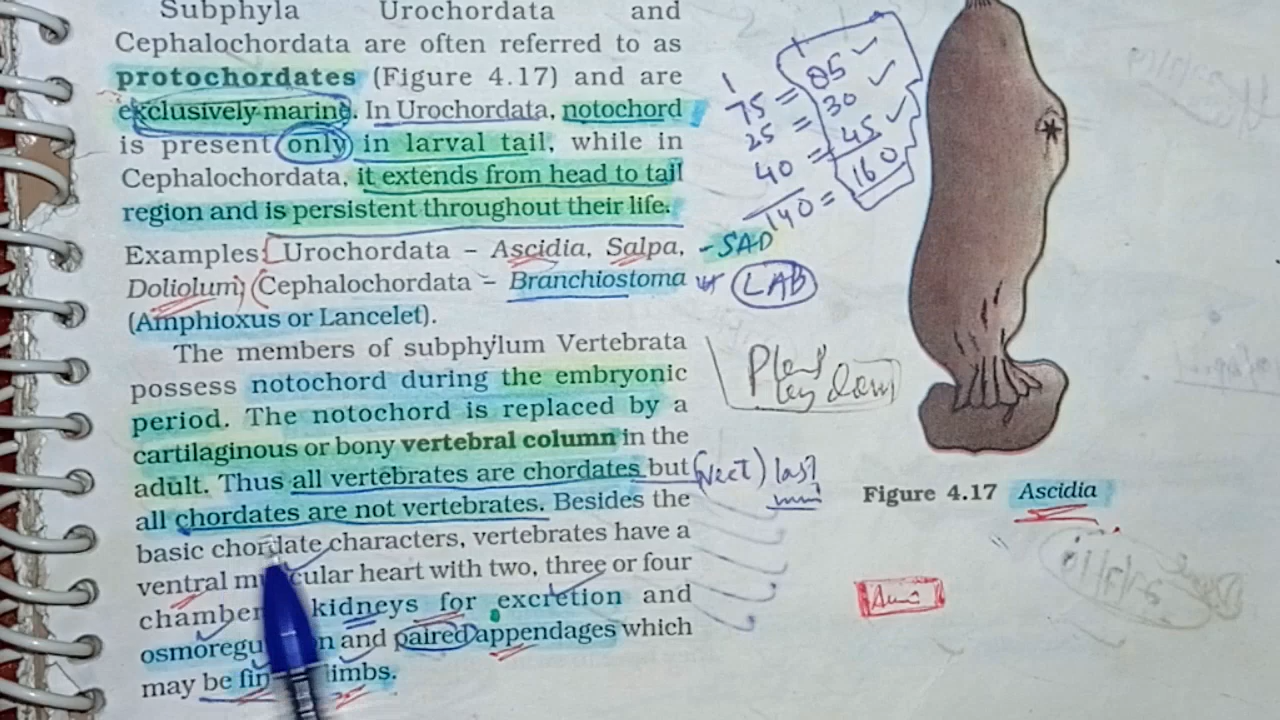 Subphyla Urochordata and
Cephalochordata are often referred to as
protochordates (Figure 4.17) and are
exclusively marine. In Urochordata, notochord
is present only in larval tail, while in
Cephalochordata, it extends from head to tail
region and is persistent throughout their life.
Examples: Urochordata – Ascidia, Salpa,
Doliolum; Cephalochordata – Branchiostoma
(Amphioxus or Lancelet).
The members of subphylum Vertebrata
possess notochord during the embryonic
period. The notochord is replaced by a
cartilaginous or bony vertebral column in the
adult. Thus all vertebrates are chordates but
all chordates are not vertebrates. Besides the
basic chordate characters, vertebrates have a
ventral cular heart with two, three or four
chamber kidneys for excretion and
osmoregu n and paired appendages which
may be fin limbs.
75 = 85
25 = 30
40 = 45
140 = 160
- SAD
LAB
(Neet) last
Figure 4.17 Ascidia